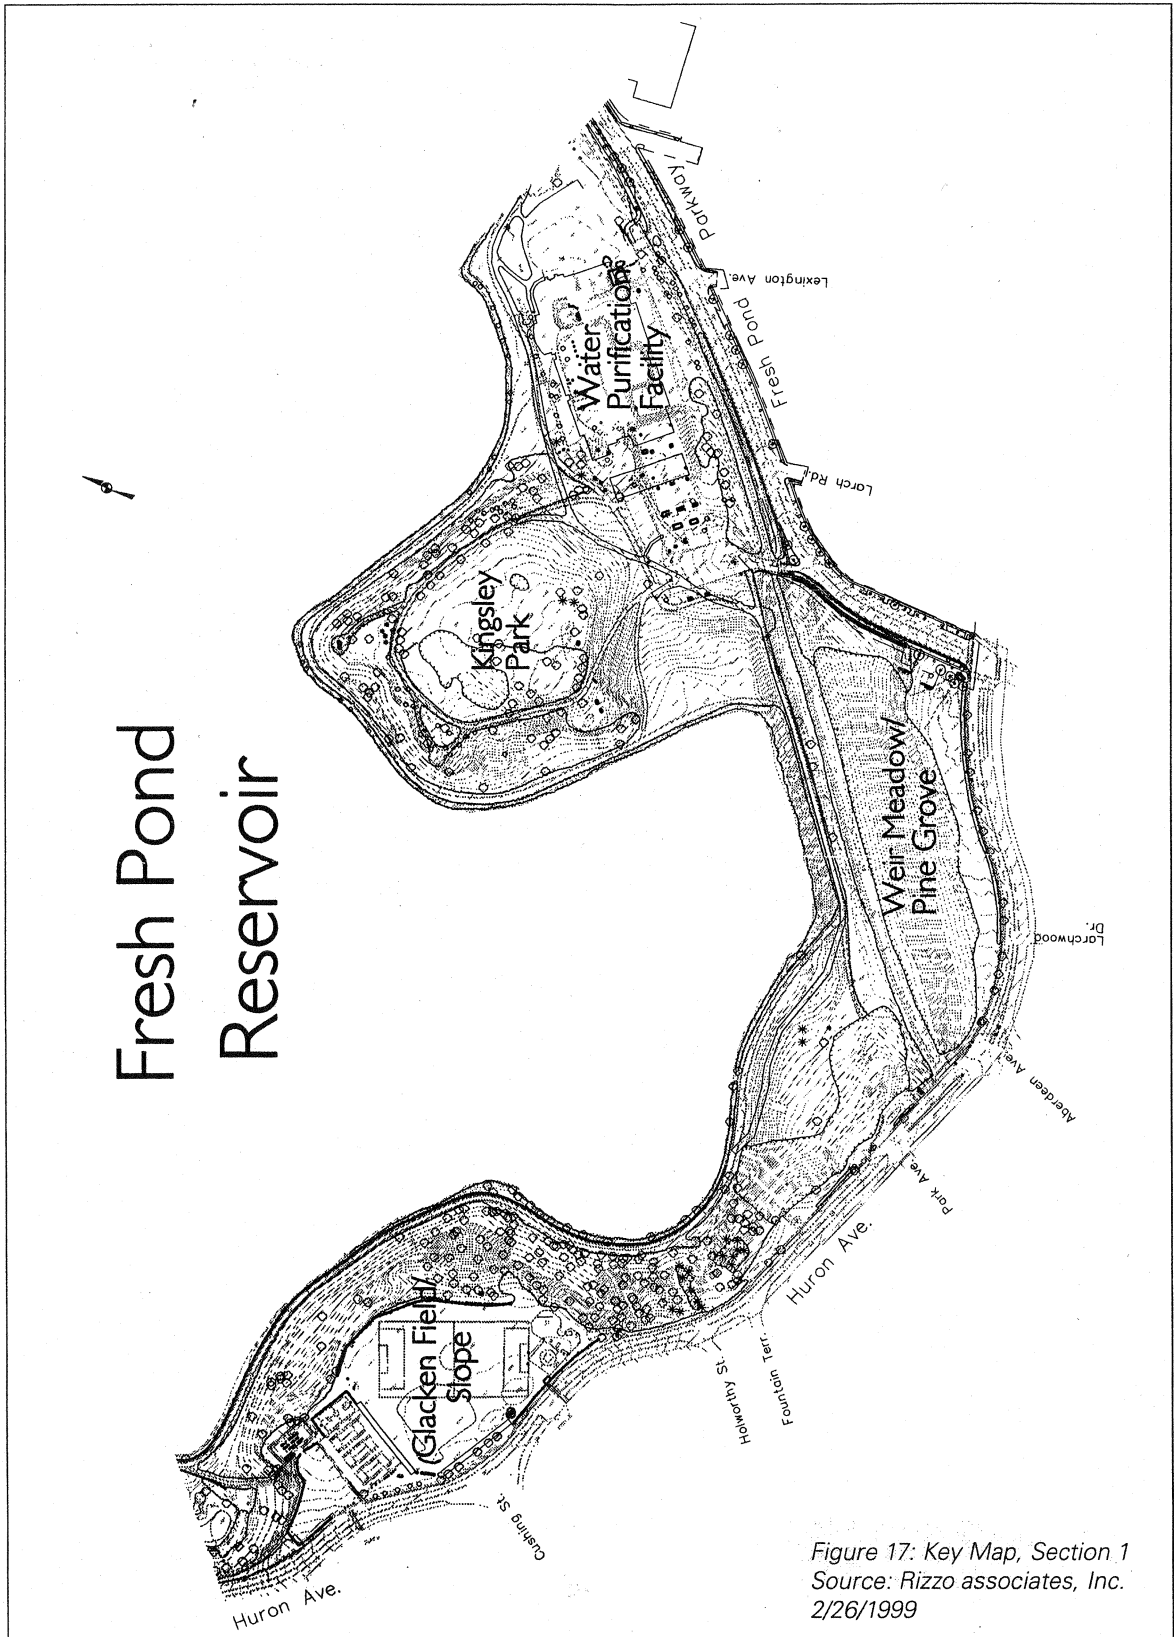 Fresh Pond
Reservoir
Parkway
Fresh Pond
Lexington Ave.
Water
Purification
Facility
Larch Rd.
Kingsley
Park
Weir Meadow/
Pine Grove
Larchwood
Dr.
Aberdeen Ave.
Park Ave.
Huron Ave.
Glacken Field/
Slope
Holworthy St.
Fountain Terr.
Cushing St.
Huron Ave.
Figure 17: Key Map, Section 1
Source: Rizzo associates, Inc.
2/26/1999